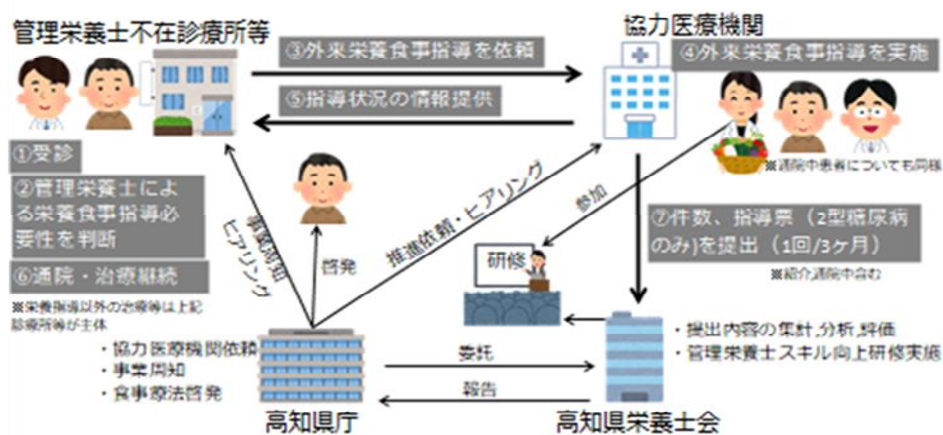 管理栄養士不在診療所等
協力医療機関
③外来栄養食事指導を依頼
④外来栄養食事指導を実施
⑤指導状況の情報提供
※通院中患者についても同様
①受診
②管理栄養士によ
る栄養食事指導必
要性を判断
⑥通院・治療継続
※栄養指導以外の治療等は上記
診療所等が主体
事業周知
ヒアリング
啓発
推進依頼・ヒアリング
参加
研修
⑦件数、指導票（2型糖尿病
のみ)を提出（1回/3ヶ月）
※紹介通院中含む
・協力医療機関依頼
・事業周知
・食事療法啓発
委託
報告
・提出内容の集計,分析,評価
・管理栄養士スキル向上研修実施
高知県庁
高知県栄養士会